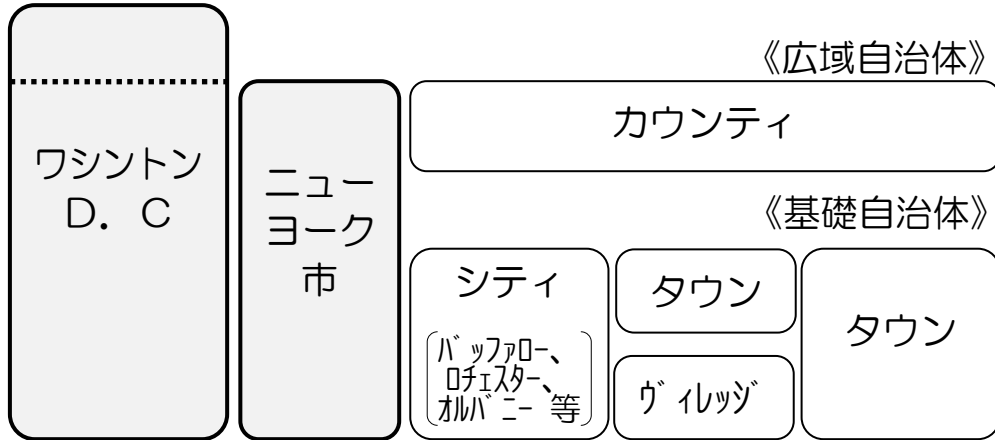 ワシントン
Ｄ．Ｃ
ニュー
ヨーク
市
《広域自治体》
カウンティ
《基礎自治体》
シティ
ﾊﾞｯﾌｧﾛｰ、
ﾛﾁｪｽﾀｰ、
ｵﾙﾊﾞﾆｰ 等
タウン
ヴィレッジ
タウン